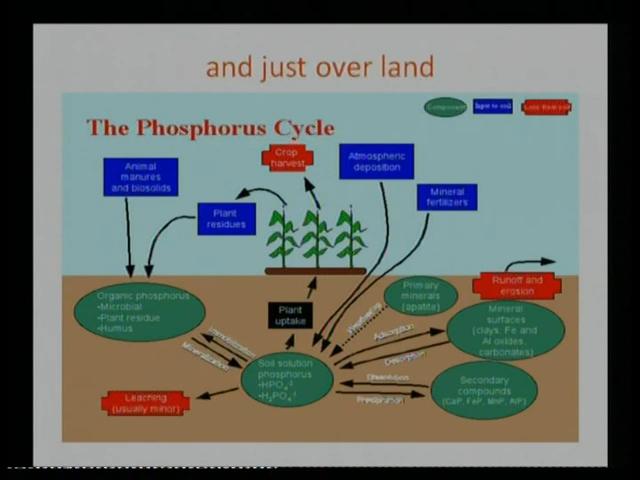 and just over land
Component
Input to soil
Loss from soil
The Phosphorus Cycle
Crop
harvest
Atmospheric
deposition
Animal
manures
and biosolids
Mineral
fertilizers
Plant
residues
Runoff and
erosion
Primary
minerals
(apatite)
Organic phosphorus
•Microbial
•Plant residue
•Humus
Plant
uptake
Weathering
Mineral
surfaces
(clays, Fe and
Al oxides,
carbonates)
Immobilization
Mineralization
Adsorption
Desorption
Soil solution
phosphorus
•HPO₄⁻²
•H₂PO₄⁻¹
Dissolution
Precipitation
Secondary
compounds
(CaP, FeP, MnP, AlP)
Leaching
(usually minor)